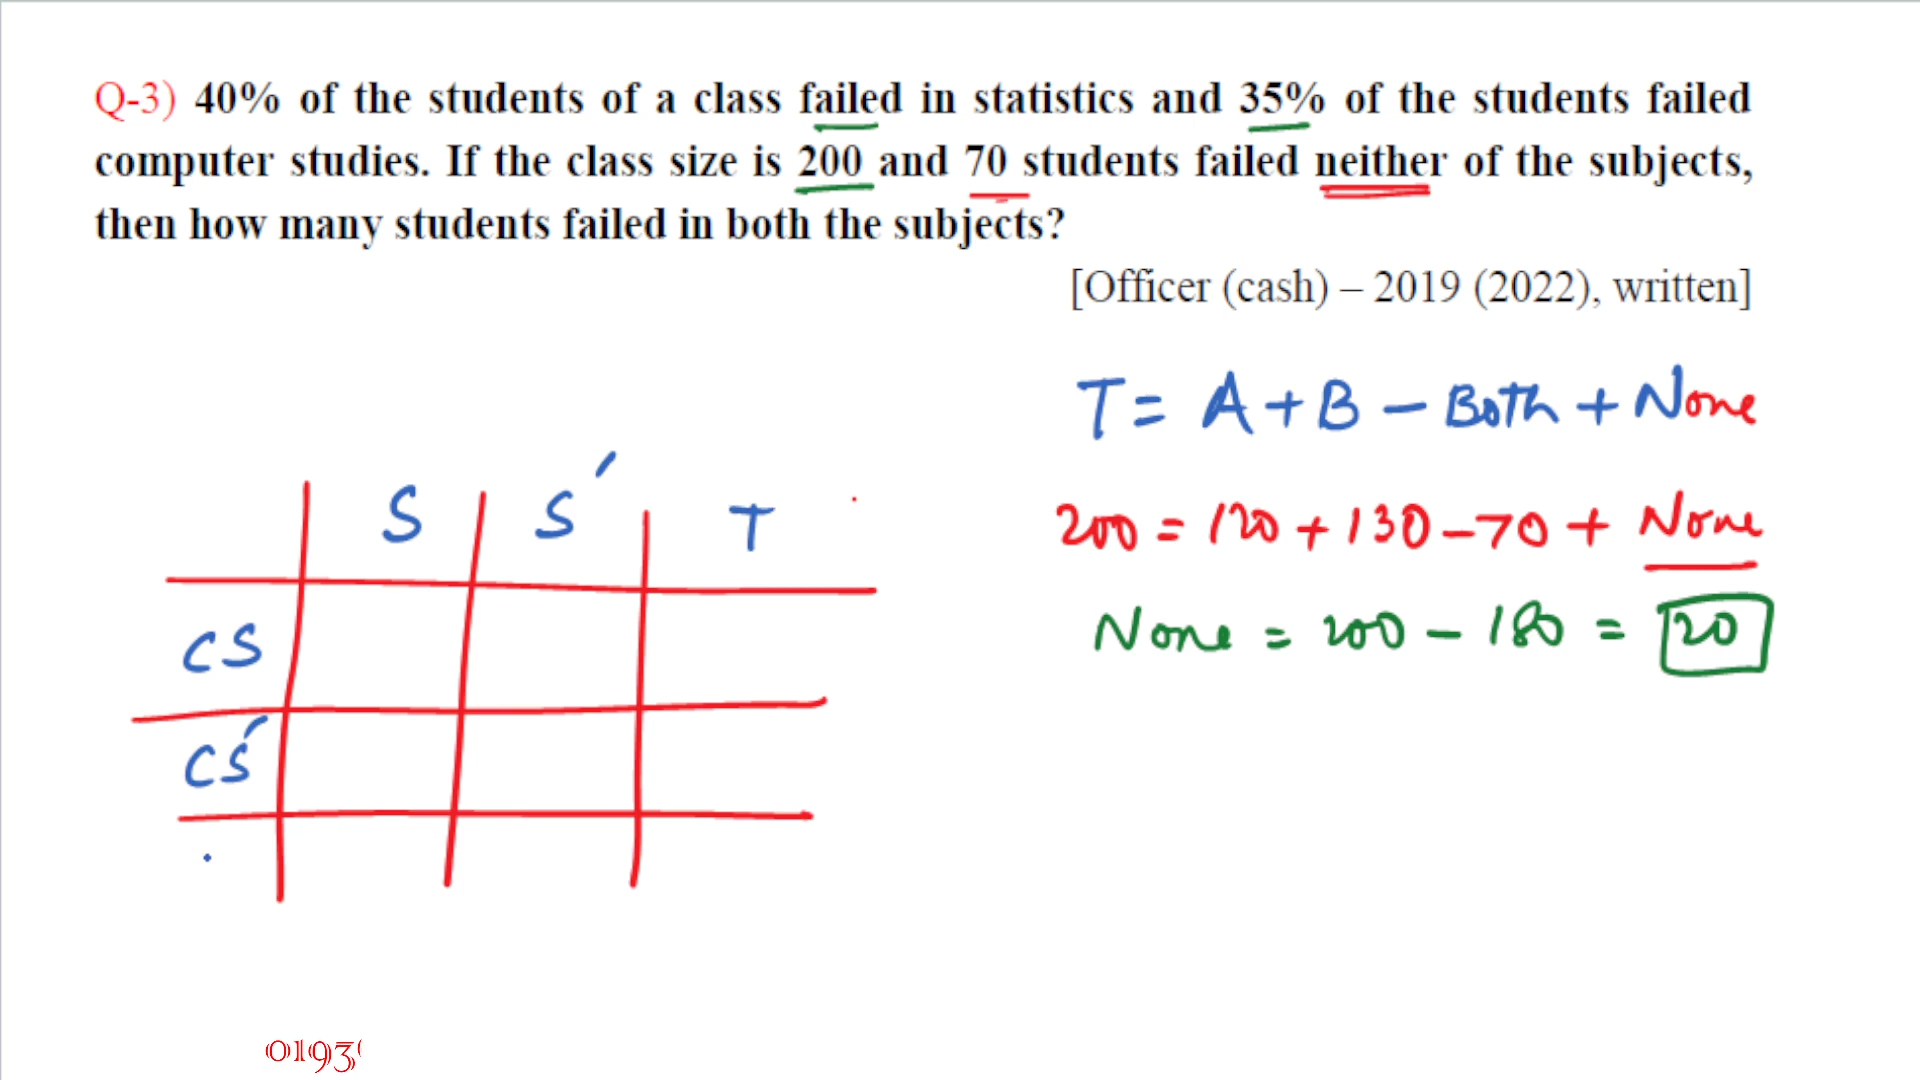 Q-3) 40% of the students of a class failed in statistics and 35% of the students failed
computer studies. If the class size is 200 and 70 students failed neither of the subjects,
then how many students failed in both the subjects?
[Officer (cash) – 2019 (2022), written]
T = A + B - Both + None
S S' T
200 = 120 + 130 - 70 + None
CS
None = 200 - 180 = 20
CS'
0193